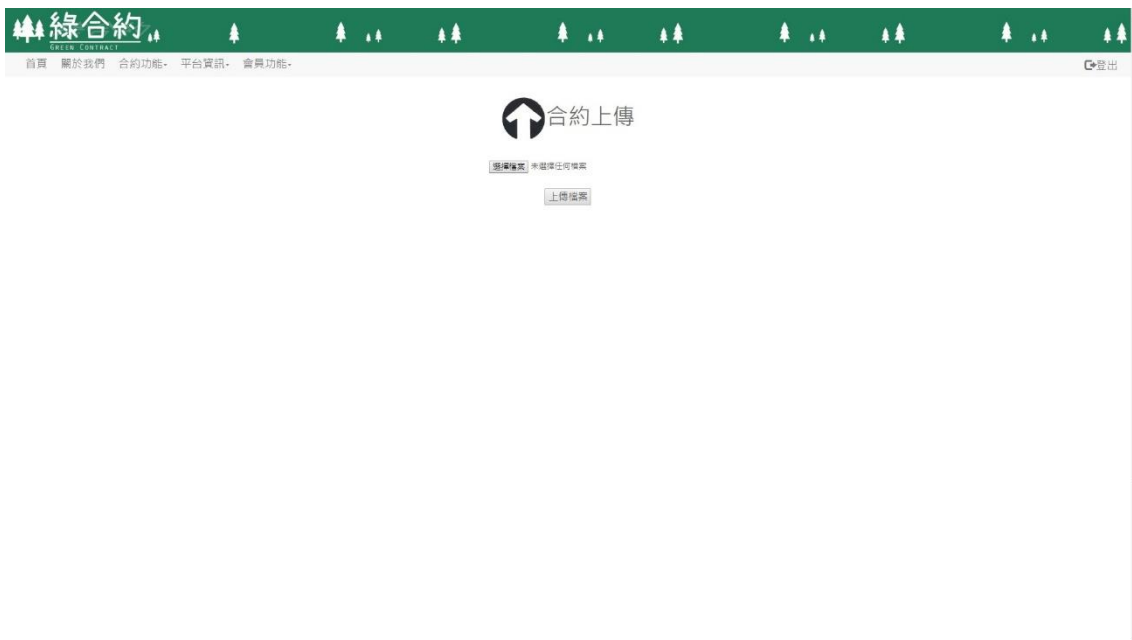 綠合約
GREEN CONTRACT
首頁 關於我們 合約功能 平台資訊 會員功能 登出
合約上傳
選擇檔案 未選擇任何檔案
上傳檔案